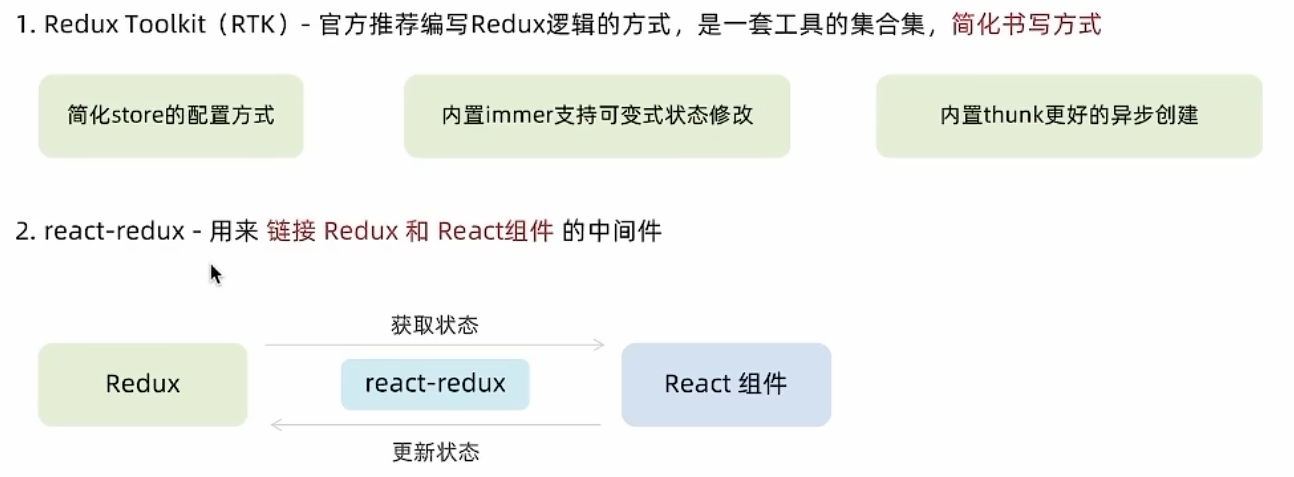 1. Redux Toolkit（RTK）- 官方推荐编写Redux逻辑的方式，是一套工具的集合集，简化书写方式
简化store的配置方式
内置immer支持可变式状态修改
内置thunk更好的异步创建
2. react-redux - 用来 链接 Redux 和 React组件 的中间件
获取状态
Redux
react-redux
React 组件
更新状态